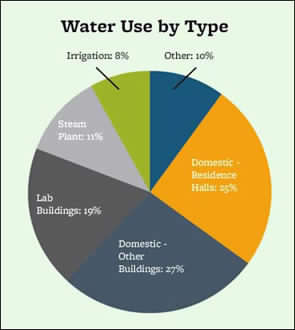 Water Use by Type
Irrigation: 8%
Other: 10%
Steam
Plant: 11%
Domestic -
Residence
Halls: 25%
Lab
Buildings: 19%
Domestic -
Other
Buildings: 27%